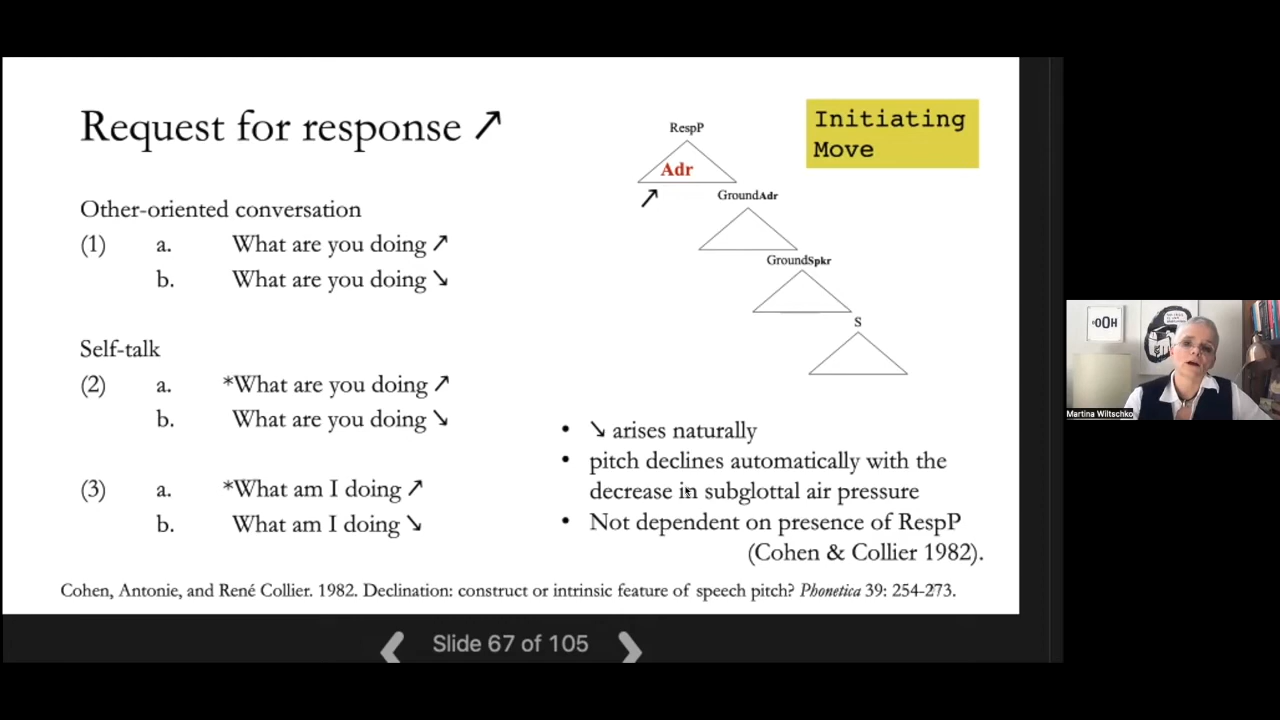 Request for response ↗
Initiating
Move
RespP
Adr
↗
GroundAdr
GroundSpkr
S
Other-oriented conversation
(1) a. What are you doing ↗
b. What are you doing ↘
Self-talk
(2) a. *What are you doing ↗
b. What are you doing ↘
(3) a. *What am I doing ↗
b. What am I doing ↘
• ↘ arises naturally
• pitch declines automatically with the
decrease in subglottal air pressure
• Not dependent on presence of RespP
(Cohen & Collier 1982).
Cohen, Antonie, and René Collier. 1982. Declination: construct or intrinsic feature of speech pitch? Phonetica 39: 254-273.
Slide 67 of 105
Martina Wiltschko